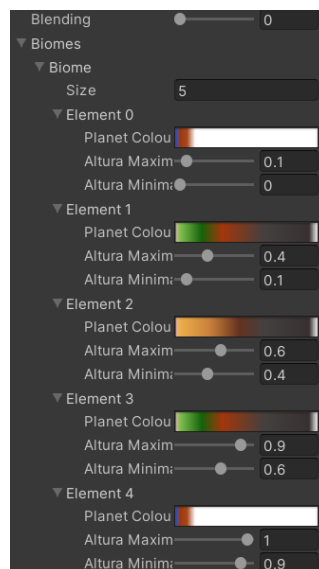 Blending 0
Biomes
Biome
Size 5
Element 0
Planet Colou
Altura Maxim 0.1
Altura Minima 0
Element 1
Planet Colou
Altura Maxim 0.4
Altura Minima 0.1
Element 2
Planet Colou
Altura Maxim 0.6
Altura Minima 0.4
Element 3
Planet Colou
Altura Maxim 0.9
Altura Minima 0.6
Element 4
Planet Colou
Altura Maxim 1
Altura Minima 0.9